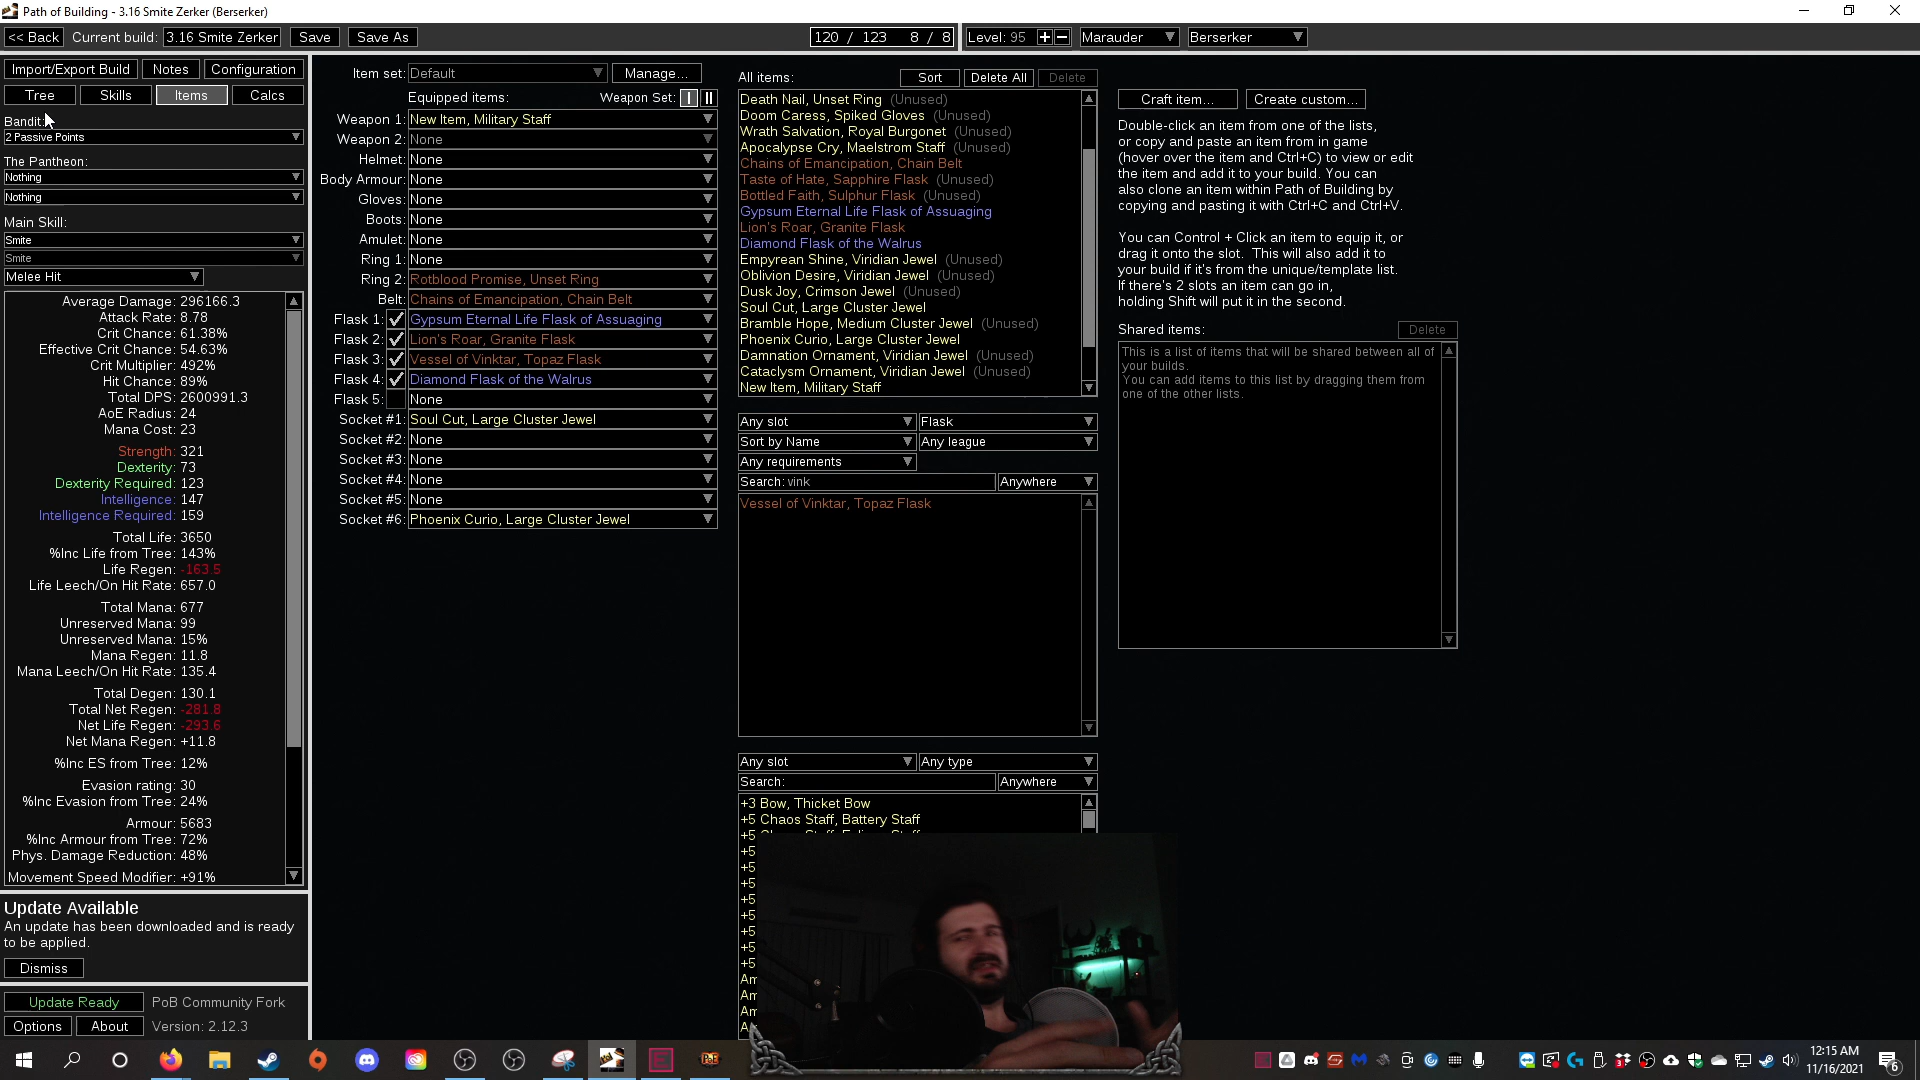 Path of Building - 3.16 Smite Zerker (Berserker)
<< Back
Current build: 3.16 Smite Zerker
Save
Save As
120 / 123 8 / 8
Level: 95
Marauder
Berserker
Import/Export Build
Notes
Configuration
Tree
Skills
Items
Calcs
Bandit:
2 Passive Points
The Pantheon:
Nothing
Nothing
Main Skill:
Smite
Smite
Melee Hit
Average Damage: 296166.3
Attack Rate: 8.78
Crit Chance: 61.38%
Effective Crit Chance: 54.63%
Crit Multiplier: 492%
Hit Chance: 89%
Total DPS: 2600991.3
AoE Radius: 24
Mana Cost: 23
Strength: 321
Dexterity: 73
Dexterity Required: 123
Intelligence: 147
Intelligence Required: 159
Total Life: 3650
%Inc Life from Tree: 143%
Life Regen: -163.5
Life Leech/On Hit Rate: 657.0
Total Mana: 677
Unreserved Mana: 99
Unreserved Mana: 15%
Mana Regen: 11.8
Mana Leech/On Hit Rate: 135.4
Total Degen: 130.1
Total Net Regen: -281.8
Net Life Regen: -293.6
Net Mana Regen: +11.8
%Inc ES from Tree: 12%
Evasion rating: 30
%Inc Evasion from Tree: 24%
Armour: 5683
%Inc Armour from Tree: 72%
Phys. Damage Reduction: 48%
Movement Speed Modifier: +91%
Update Available
An update has been downloaded and is ready
to be applied.
Dismiss
Update Ready
PoB Community Fork
Options
About
Version: 2.12.3
Item set: Default
Manage...
Equipped items:
Weapon Set: I II
Weapon 1: New Item, Military Staff
Weapon 2: None
Helmet: None
Body Armour: None
Gloves: None
Boots: None
Amulet: None
Ring 1: None
Ring 2: Rotblood Promise, Unset Ring
Belt: Chains of Emancipation, Chain Belt
Flask 1: Gypsum Eternal Life Flask of Assuaging
Flask 2: Lion's Roar, Granite Flask
Flask 3: Vessel of Vinktar, Topaz Flask
Flask 4: Diamond Flask of the Walrus
Flask 5: None
Socket #1: Soul Cut, Large Cluster Jewel
Socket #2: None
Socket #3: None
Socket #4: None
Socket #5: None
Socket #6: Phoenix Curio, Large Cluster Jewel
All items:
Sort
Delete All
Delete
Death Nail, Unset Ring (Unused)
Doom Caress, Spiked Gloves (Unused)
Wrath Salvation, Royal Burgonet (Unused)
Apocalypse Cry, Maelstrom Staff (Unused)
Chains of Emancipation, Chain Belt
Taste of Hate, Sapphire Flask (Unused)
Bottled Faith, Sulphur Flask (Unused)
Gypsum Eternal Life Flask of Assuaging
Lion's Roar, Granite Flask
Diamond Flask of the Walrus
Empyrean Shine, Viridian Jewel (Unused)
Oblivion Desire, Viridian Jewel (Unused)
Dusk Joy, Crimson Jewel (Unused)
Soul Cut, Large Cluster Jewel
Bramble Hope, Medium Cluster Jewel (Unused)
Phoenix Curio, Large Cluster Jewel
Damnation Ornament, Viridian Jewel (Unused)
Cataclysm Ornament, Viridian Jewel (Unused)
New Item, Military Staff
Any slot
Flask
Sort by Name
Any league
Any requirements
Search: vink
Anywhere
Vessel of Vinktar, Topaz Flask
Any slot
Any type
Search:
Anywhere
+3 Bow, Thicket Bow
+5 Chaos Staff, Battery Staff
+5
+5
+5
+5
+5
+5
+5
+5
+5
Craft item...
Create custom...
Double-click an item from one of the lists,
or copy and paste an item from in game
(hover over the item and Ctrl+C) to view or edit
the item and add it to your build. You can
also clone an item within Path of Building by
copying and pasting it with Ctrl+C and Ctrl+V.
You can Control + Click an item to equip it, or
drag it onto the slot. This will also add it to
your build if it's from the unique/template list.
If there's 2 slots an item can go in,
holding Shift will put it in the second.
Shared items:
Delete
This is a list of items that will be shared between all of
your builds.
You can add items to this list by dragging them from
one of the other lists.
12:15 AM
11/16/2021
6